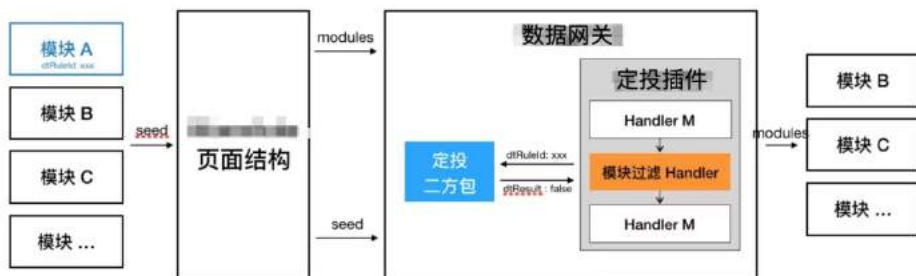 模块 A
dtRuleId: xxx
模块 B
模块 C
模块 ...
seed
页面结构
modules
seed
数据网关
定投
二方包
dtRuleId: xxx
dtResult : false
定投插件
Handler M
模块过滤 Handler
Handler M
modules
模块 B
模块 C
模块 ...